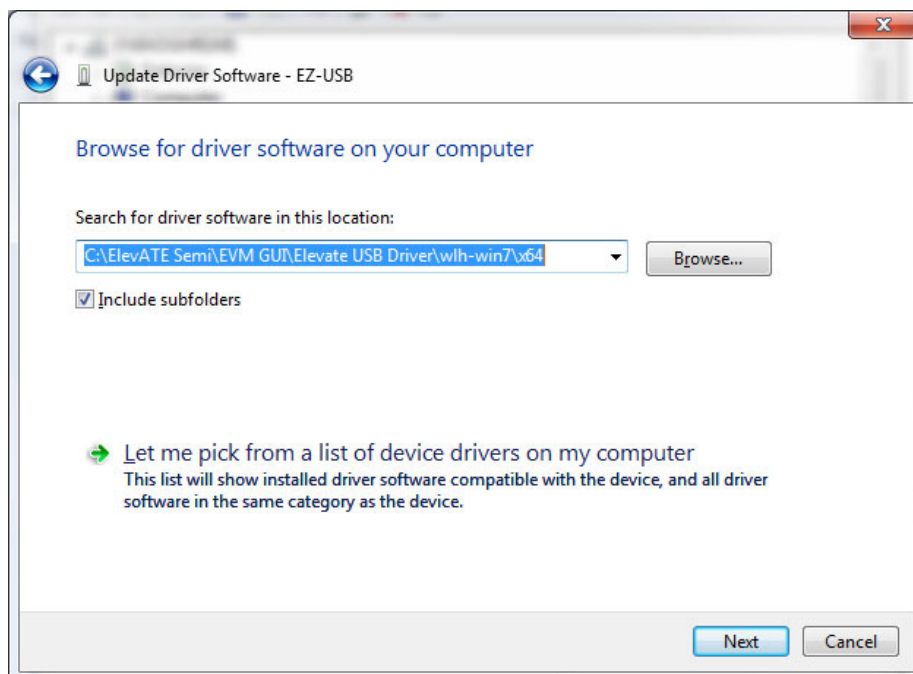 Update Driver Software - EZ-USB
Browse for driver software on your computer
Search for driver software in this location:
C:\ElevATE Semi\EVM GUI\Elevate USB Driver\wlh-win7\x64
Browse...
Include subfolders
Let me pick from a list of device drivers on my computer
This list will show installed driver software compatible with the device, and all driver
software in the same category as the device.
Next
Cancel